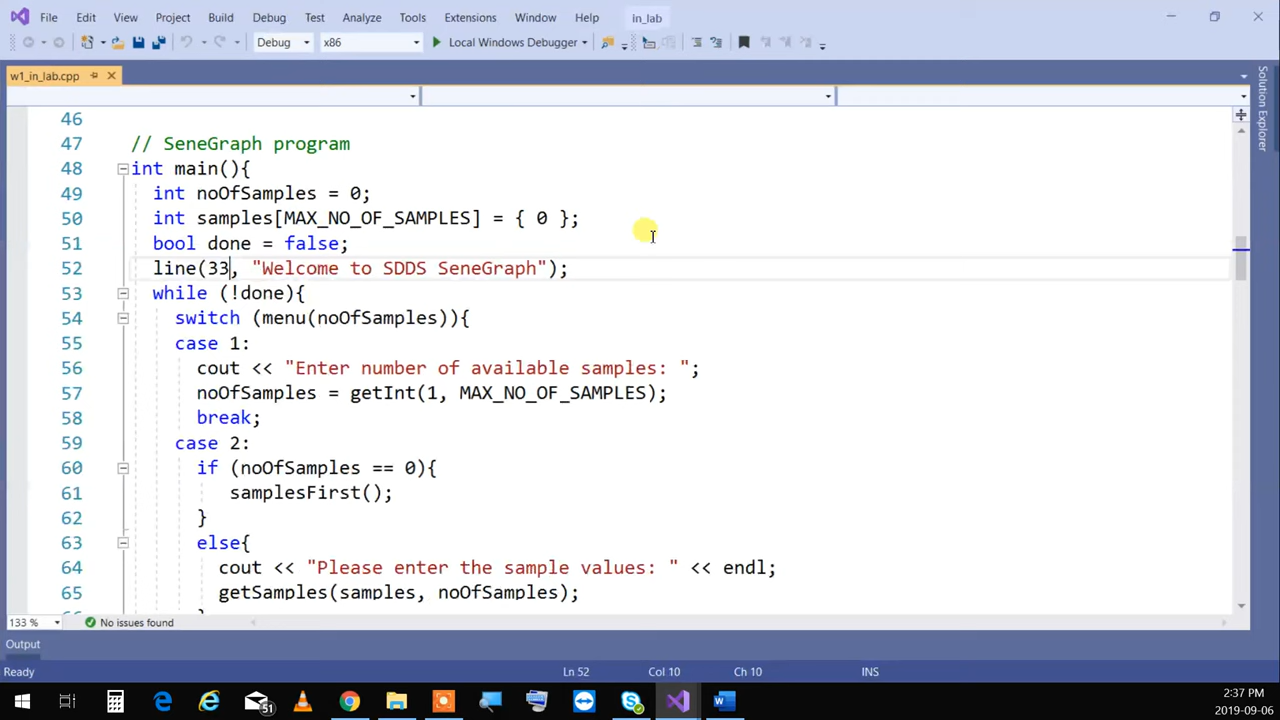 File Edit View Project Build Debug Test Analyze Tools Extensions Window Help in_lab
Debug x86 Local Windows Debugger
w1_in_lab.cpp
Solution Explorer
46
47 // SeneGraph program
48 int main(){
49 int noOfSamples = 0;
50 int samples[MAX_NO_OF_SAMPLES] = { 0 };
51 bool done = false;
52 line(33, "Welcome to SDDS SeneGraph");
53 while (!done){
54 switch (menu(noOfSamples)){
55 case 1:
56 cout << "Enter number of available samples: ";
57 noOfSamples = getInt(1, MAX_NO_OF_SAMPLES);
58 break;
59 case 2:
60 if (noOfSamples == 0){
61 samplesFirst();
62 }
63 else{
64 cout << "Please enter the sample values: " << endl;
65 getSamples(samples, noOfSamples);
133 % No issues found
Output
Ready Ln 52 Col 10 Ch 10 INS
51
2:37 PM
2019-09-06